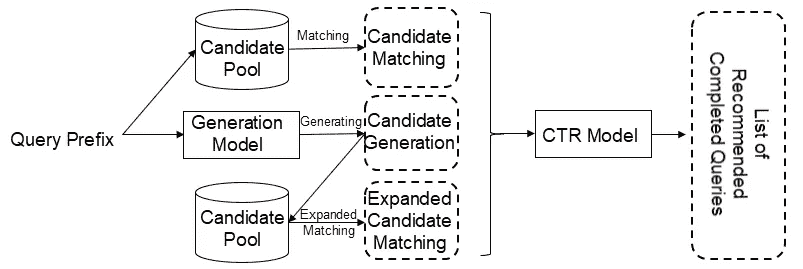 Query Prefix
Candidate
Pool
Matching
Candidate
Matching
Generation
Model
Generating
Candidate
Generation
Candidate
Pool
Expanded
Matching
Expanded
Candidate
Matching
CTR Model
List of
Recommended
Completed Queries